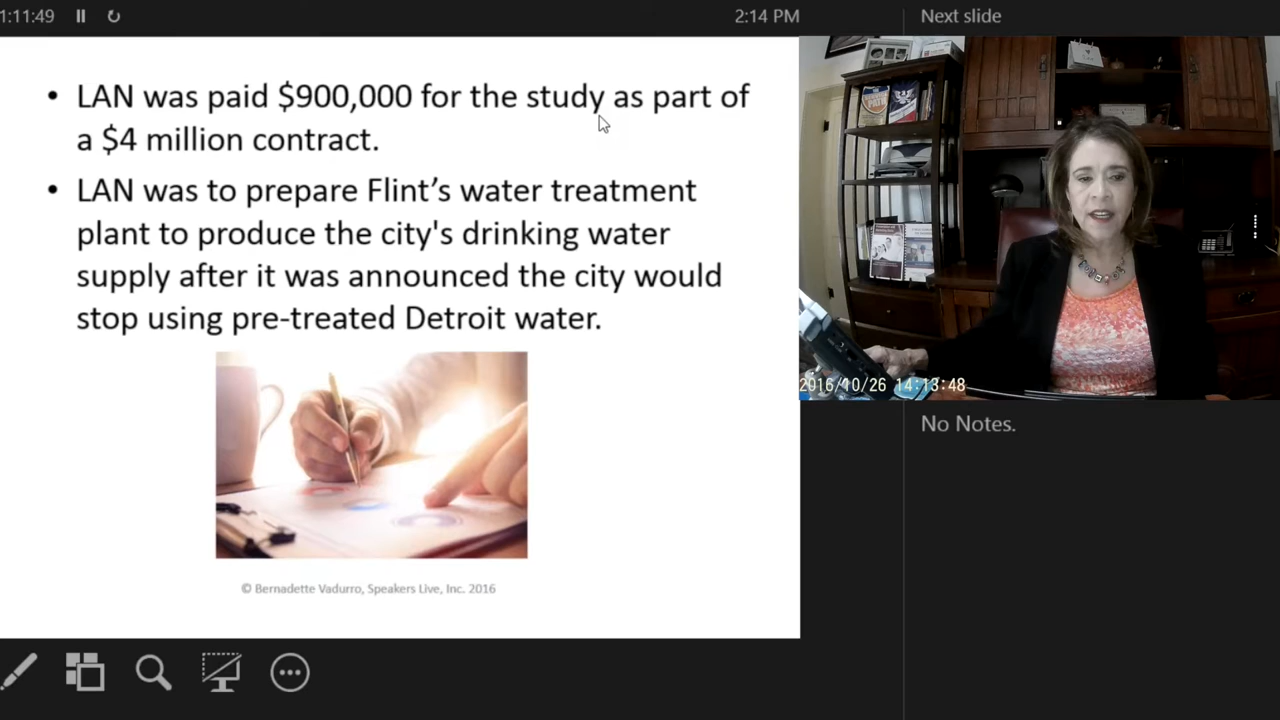 1:11:49
2:14 PM
Next slide
• LAN was paid $900,000 for the study as part of
a $4 million contract.
• LAN was to prepare Flint’s water treatment
plant to produce the city's drinking water
supply after it was announced the city would
stop using pre-treated Detroit water.
© Bernadette Vadurro, Speakers Live, Inc. 2016
2016/10/26 14:13:48
No Notes.